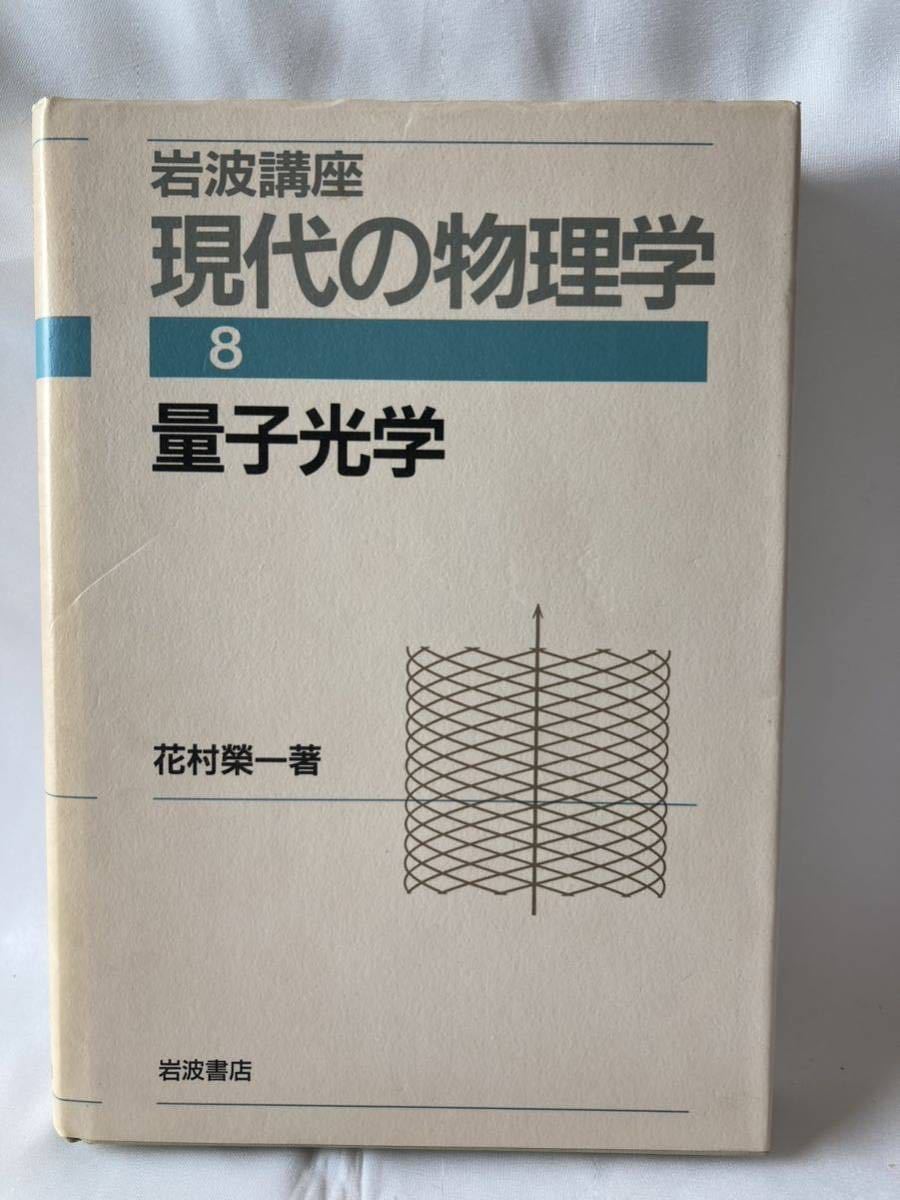 岩波講座
現代の物理学
8
量子光学
花村榮一著
岩波書店